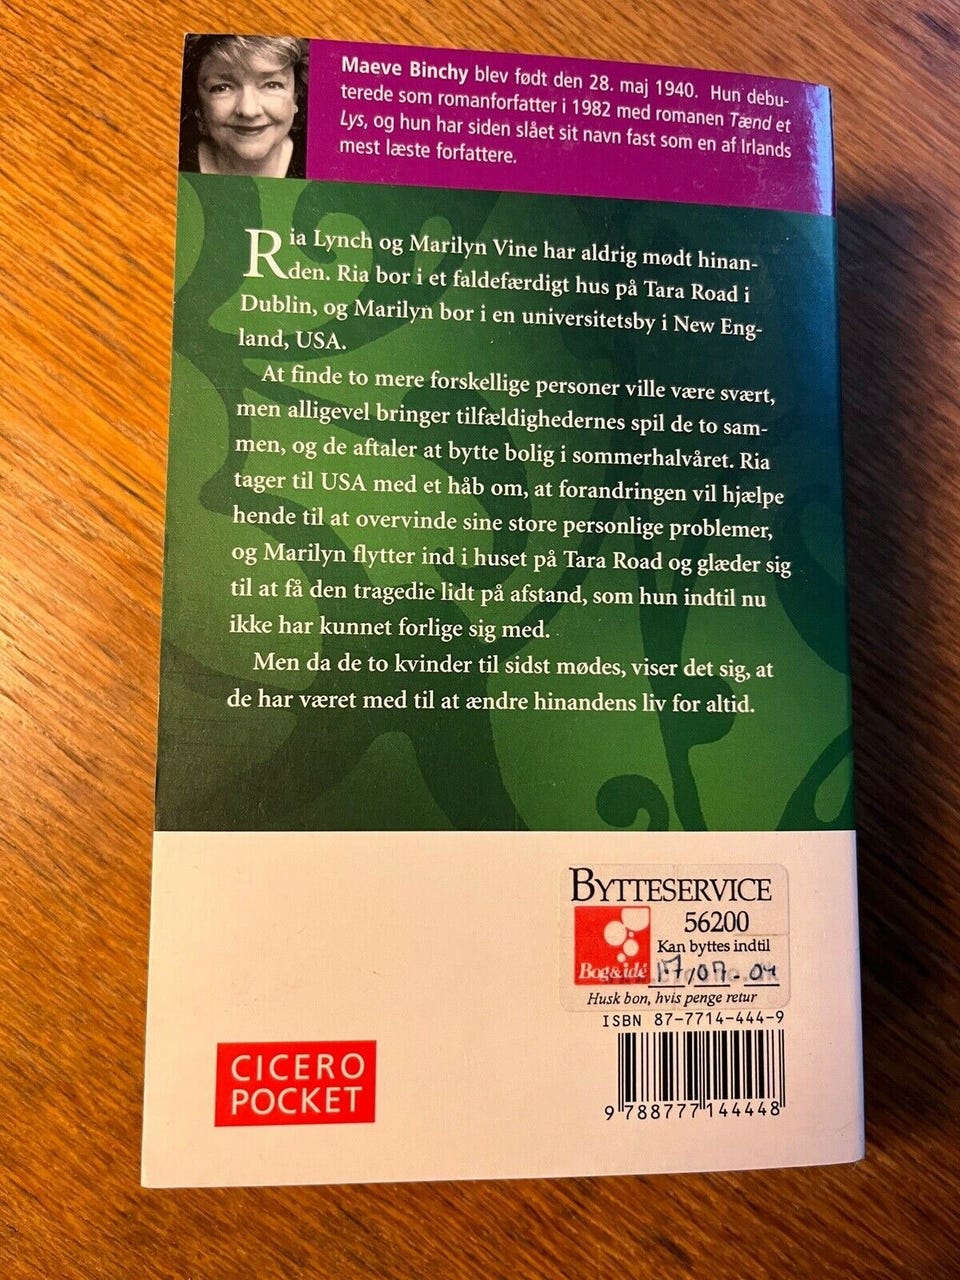 Maeve Binchy blev født den 28. maj 1940. Hun debu-
terede som romanforfatter i 1982 med romanen Tænd et
Lys, og hun har siden slået sit navn fast som en af Irlands
mest læste forfattere.
Ria Lynch og Marilyn Vine har aldrig mødt hinan-
den. Ria bor i et faldefærdigt hus på Tara Road i
Dublin, og Marilyn bor i en universitetsby i New Eng-
land, USA.
At finde to mere forskellige personer ville være svært,
men alligevel bringer tilfældighedernes spil de to sam-
men, og de aftaler at bytte bolig i sommerhalvåret. Ria
tager til USA med et håb om, at forandringen vil hjælpe
hende til at overvinde sine store personlige problemer,
og Marilyn flytter ind i huset på Tara Road og glæder sig
til at få den tragedie lidt på afstand, som hun indtil nu
ikke har kunnet forlige sig med.
Men da de to kvinder til sidst mødes, viser det sig, at
de har været med til at ændre hinandens liv for altid.
BYTTESERVICE
56200
Kan byttes indtil
Bog&idé 17/07-04
Husk bon, hvis penge retur
ISBN 87-7714-444-9
9 788777 144448
CICERO
POCKET